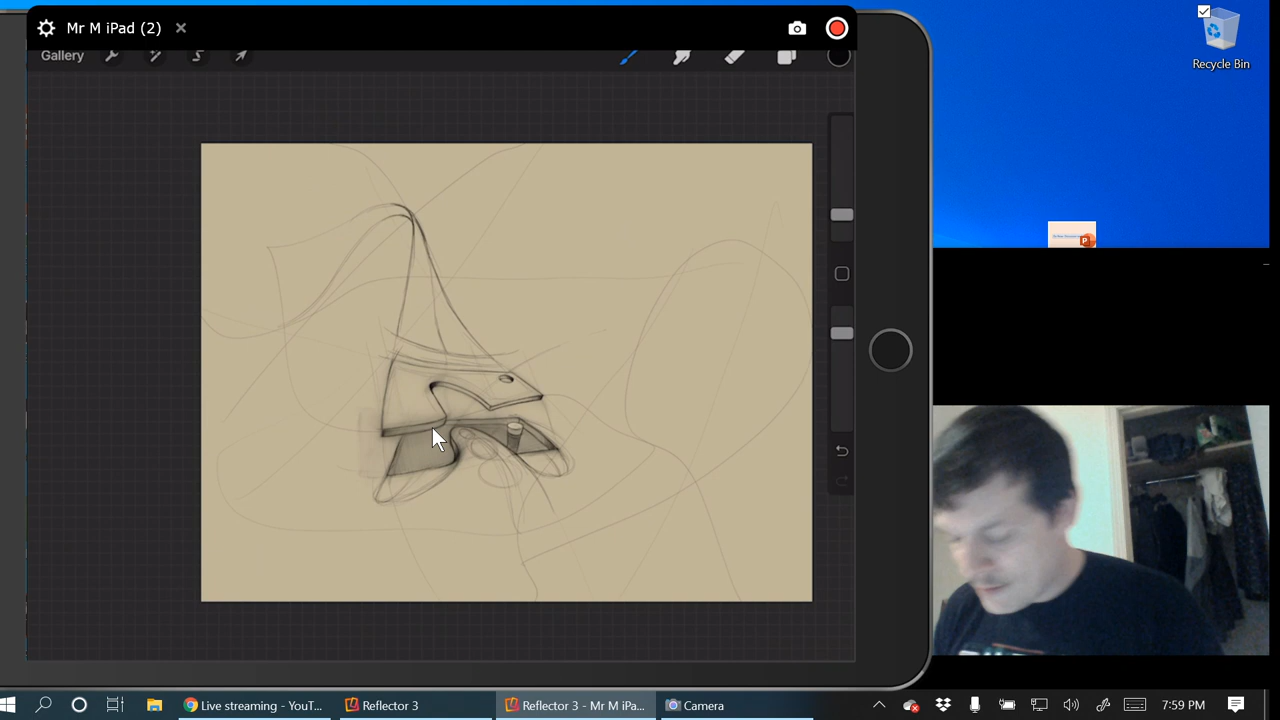 Mr M iPad (2)
Gallery
Recycle Bin
Live streaming - YouT...
Reflector 3
Reflector 3 - Mr M iPa...
Camera
7:59 PM